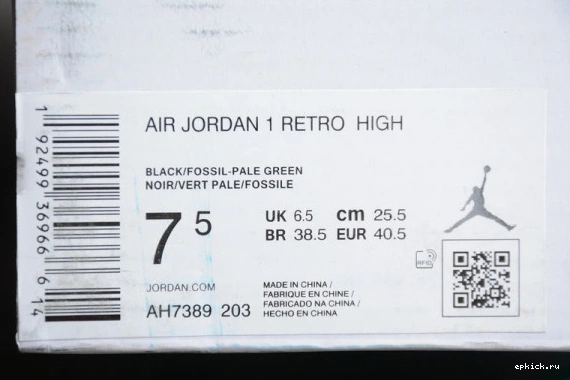 AIR JORDAN 1 RETRO HIGH
BLACK/FOSSIL-PALE GREEN
NOIR/VERT PALE/FOSSILE
7 5
UK 6.5 cm 25.5
BR 38.5 EUR 40.5
RFID
JORDAN.COM
AH7389 203
MADE IN CHINA /
FABRIQUE EN CHINE /
FABRICADO NA CHINA /
HECHO EN CHINA
1 92499 36966 6 14
epkick.ru